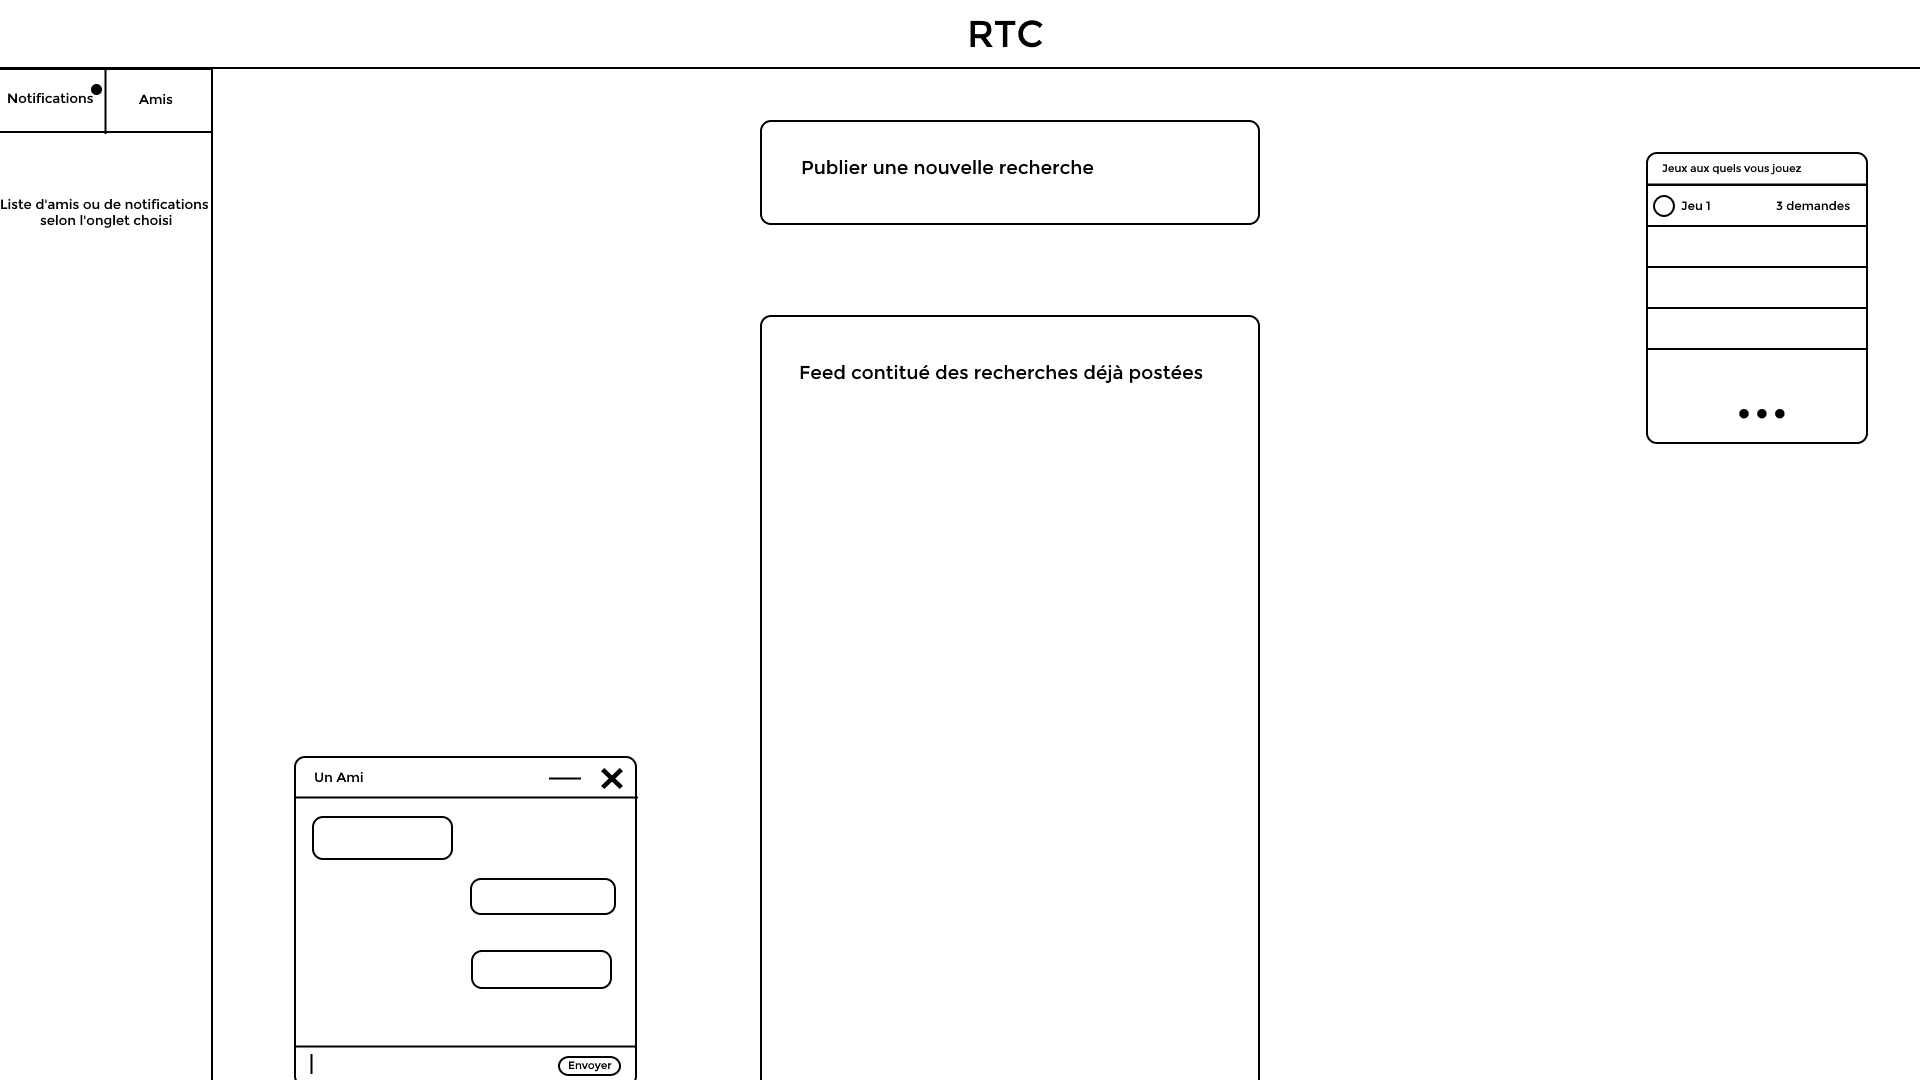 RTC
Notifications
Amis
Liste d'amis ou de notifications
selon l'onglet choisi
Publier une nouvelle recherche
Feed contitué des recherches déjà postées
Jeux aux quels vous jouez
Jeu 1
3 demandes
Un Ami
Envoyer